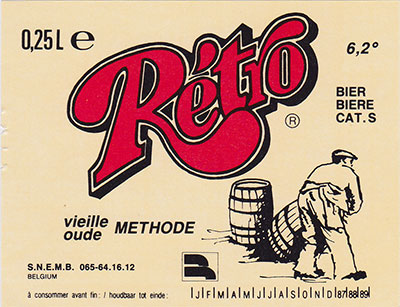 0,25 L e
6,2°
Rétro
®
BIER
BIERE
CAT. S
vieille
oude
METHODE
S.N.E.M.B. 065-64.16.12
BELGIUM
à consommer avant fin: / houdbaar tot einde:
J F M A M J J A S O N D 87 88 89